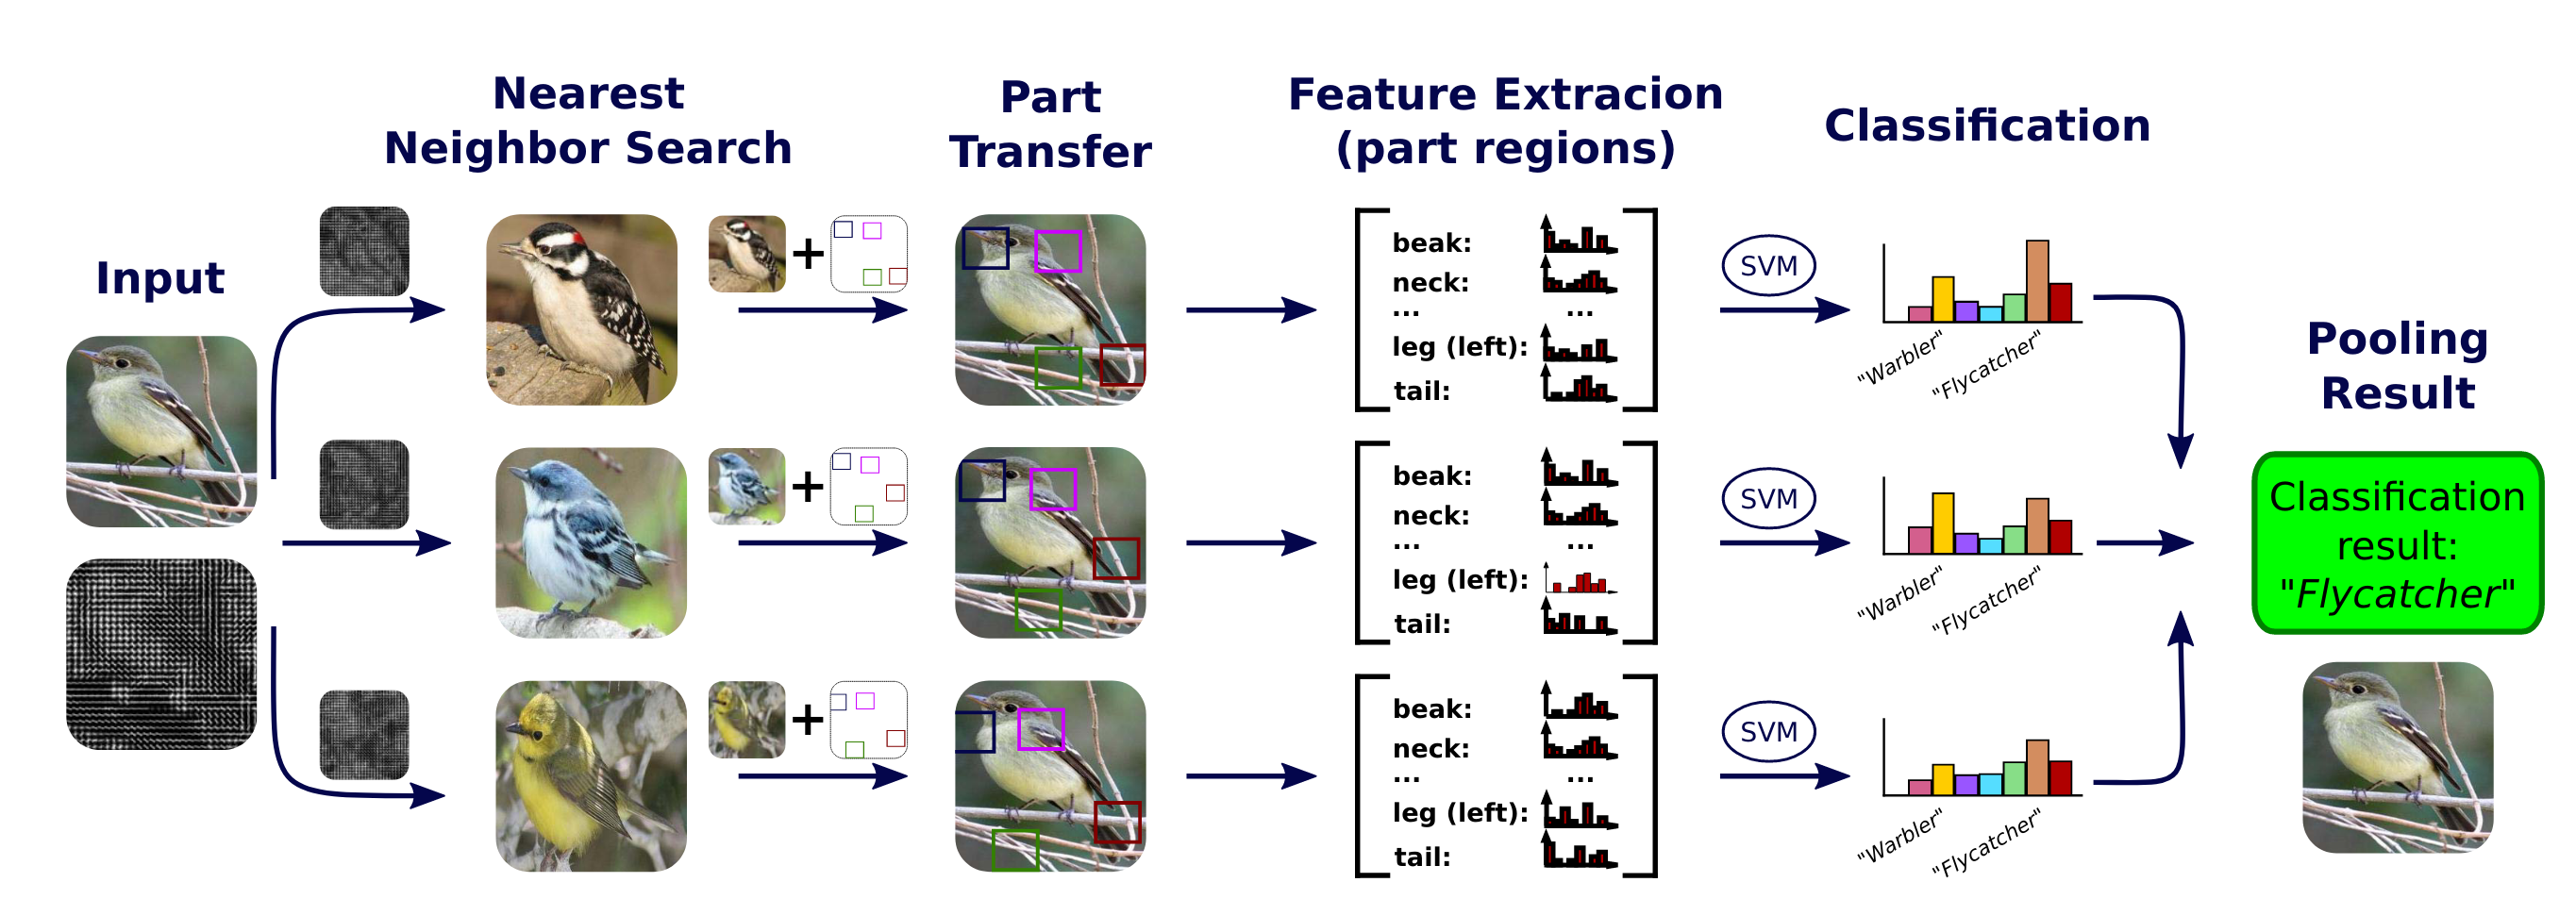 Nearest
Neighbor Search
Part
Transfer
Feature Extracion
(part regions)
Classification
Input
beak:
neck:
...
...
leg (left):
tail:
SVM
"Warbler"
"Flycatcher"
+
beak:
neck:
...
...
leg (left):
tail:
SVM
"Warbler"
"Flycatcher"
+
beak:
neck:
...
...
leg (left):
tail:
SVM
"Warbler"
"Flycatcher"
+
Pooling
Result
Classification
result:
"Flycatcher"